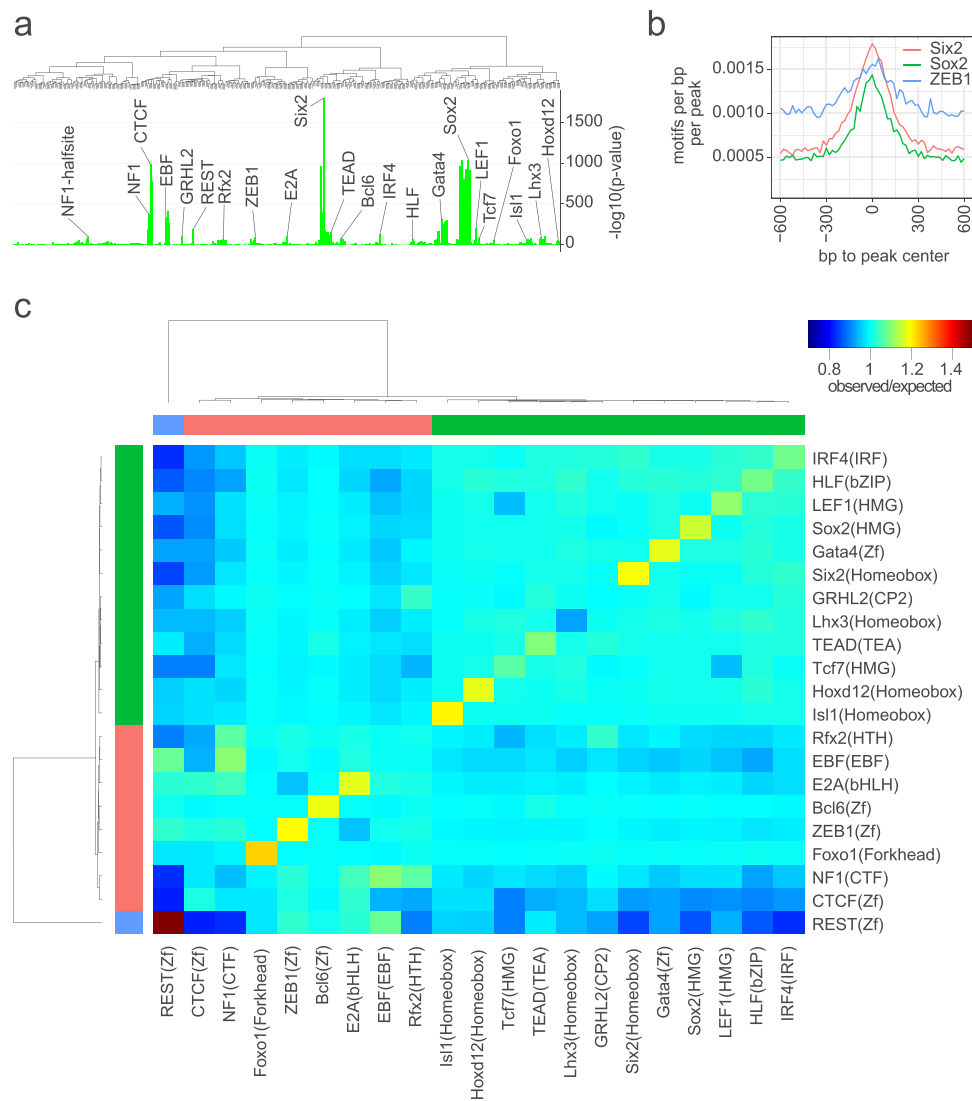 a
NF1-halfsite
NF1
CTCF
EBF
GRHL2
REST
Rfx2
ZEB1
E2A
Six2
TEAD
Bcl6
IRF4
HLF
Gata4
Sox2
LEF1
Tcf7
Foxo1
Isl1
Lhx3
Hoxd12
1500
1000
500
0
-log10(p-value)
b
Six2
Sox2
ZEB1
0.0015
0.0010
0.0005
motifs per bp
per peak
−600
−300
0
300
600
bp to peak center
c
0.8 1 1.2 1.4
observed/expected
IRF4(IRF)
HLF(bZIP)
LEF1(HMG)
Sox2(HMG)
Gata4(Zf)
Six2(Homeobox)
GRHL2(CP2)
Lhx3(Homeobox)
TEAD(TEA)
Tcf7(HMG)
Hoxd12(Homeobox)
Isl1(Homeobox)
Rfx2(HTH)
EBF(EBF)
E2A(bHLH)
Bcl6(Zf)
ZEB1(Zf)
Foxo1(Forkhead)
NF1(CTF)
CTCF(Zf)
REST(Zf)
REST(Zf)
CTCF(Zf)
NF1(CTF)
Foxo1(Forkhead)
ZEB1(Zf)
Bcl6(Zf)
E2A(bHLH)
EBF(EBF)
Rfx2(HTH)
Isl1(Homeobox)
Hoxd12(Homeobox)
Tcf7(HMG)
TEAD(TEA)
Lhx3(Homeobox)
GRHL2(CP2)
Six2(Homeobox)
Gata4(Zf)
Sox2(HMG)
LEF1(HMG)
HLF(bZIP)
IRF4(IRF)